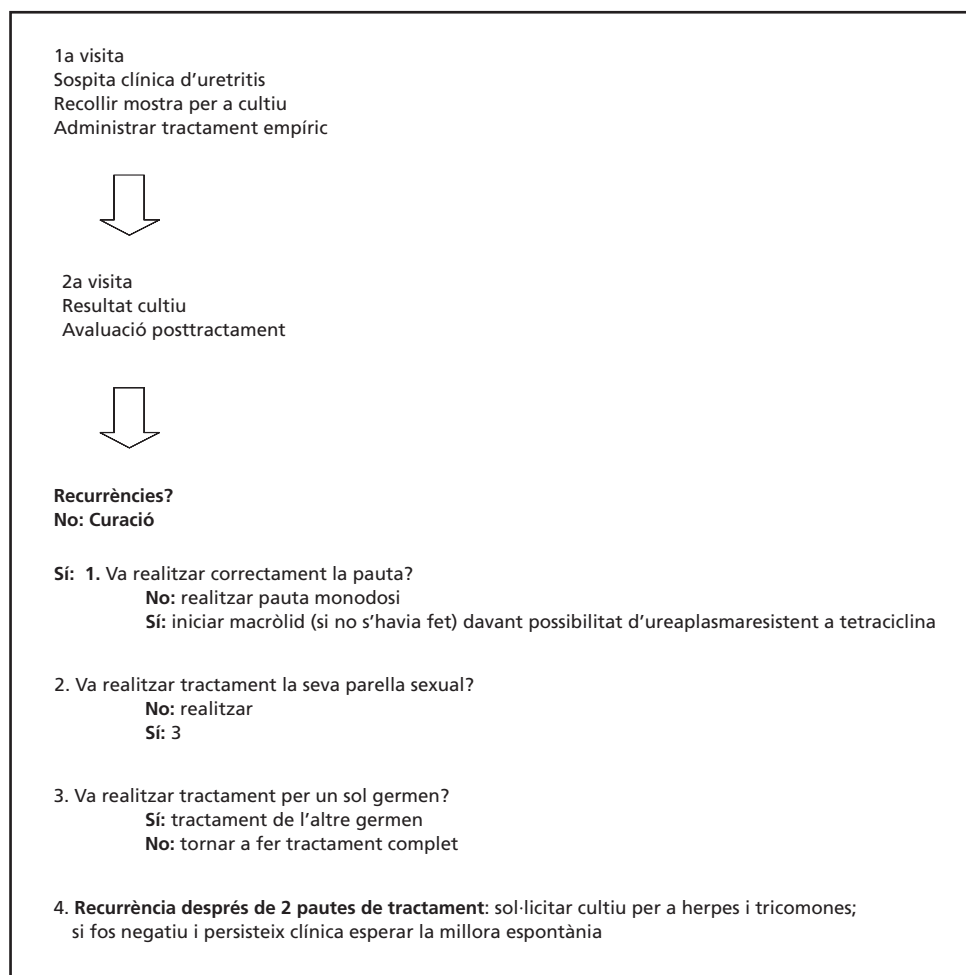 1a visita
Sospita clínica d’uretritis
Recollir mostra per a cultiu
Administrar tractament empíric
2a visita
Resultat cultiu
Avaluació posttractament
Recurrències?
No: Curació
Sí: 1. Va realitzar correctament la pauta?
No: realitzar pauta monodosi
Sí: iniciar macròlid (si no s’havia fet) davant possibilitat d’ureaplasmaresistent a tetraciclina
2. Va realitzar tractament la seva parella sexual?
No: realitzar
Sí: 3
3. Va realitzar tractament per un sol germen?
Sí: tractament de l’altre germen
No: tornar a fer tractament complet
4. Recurrència després de 2 pautes de tractament: sol·licitar cultiu per a herpes i tricomones;
si fos negatiu i persisteix clínica esperar la millora espontània